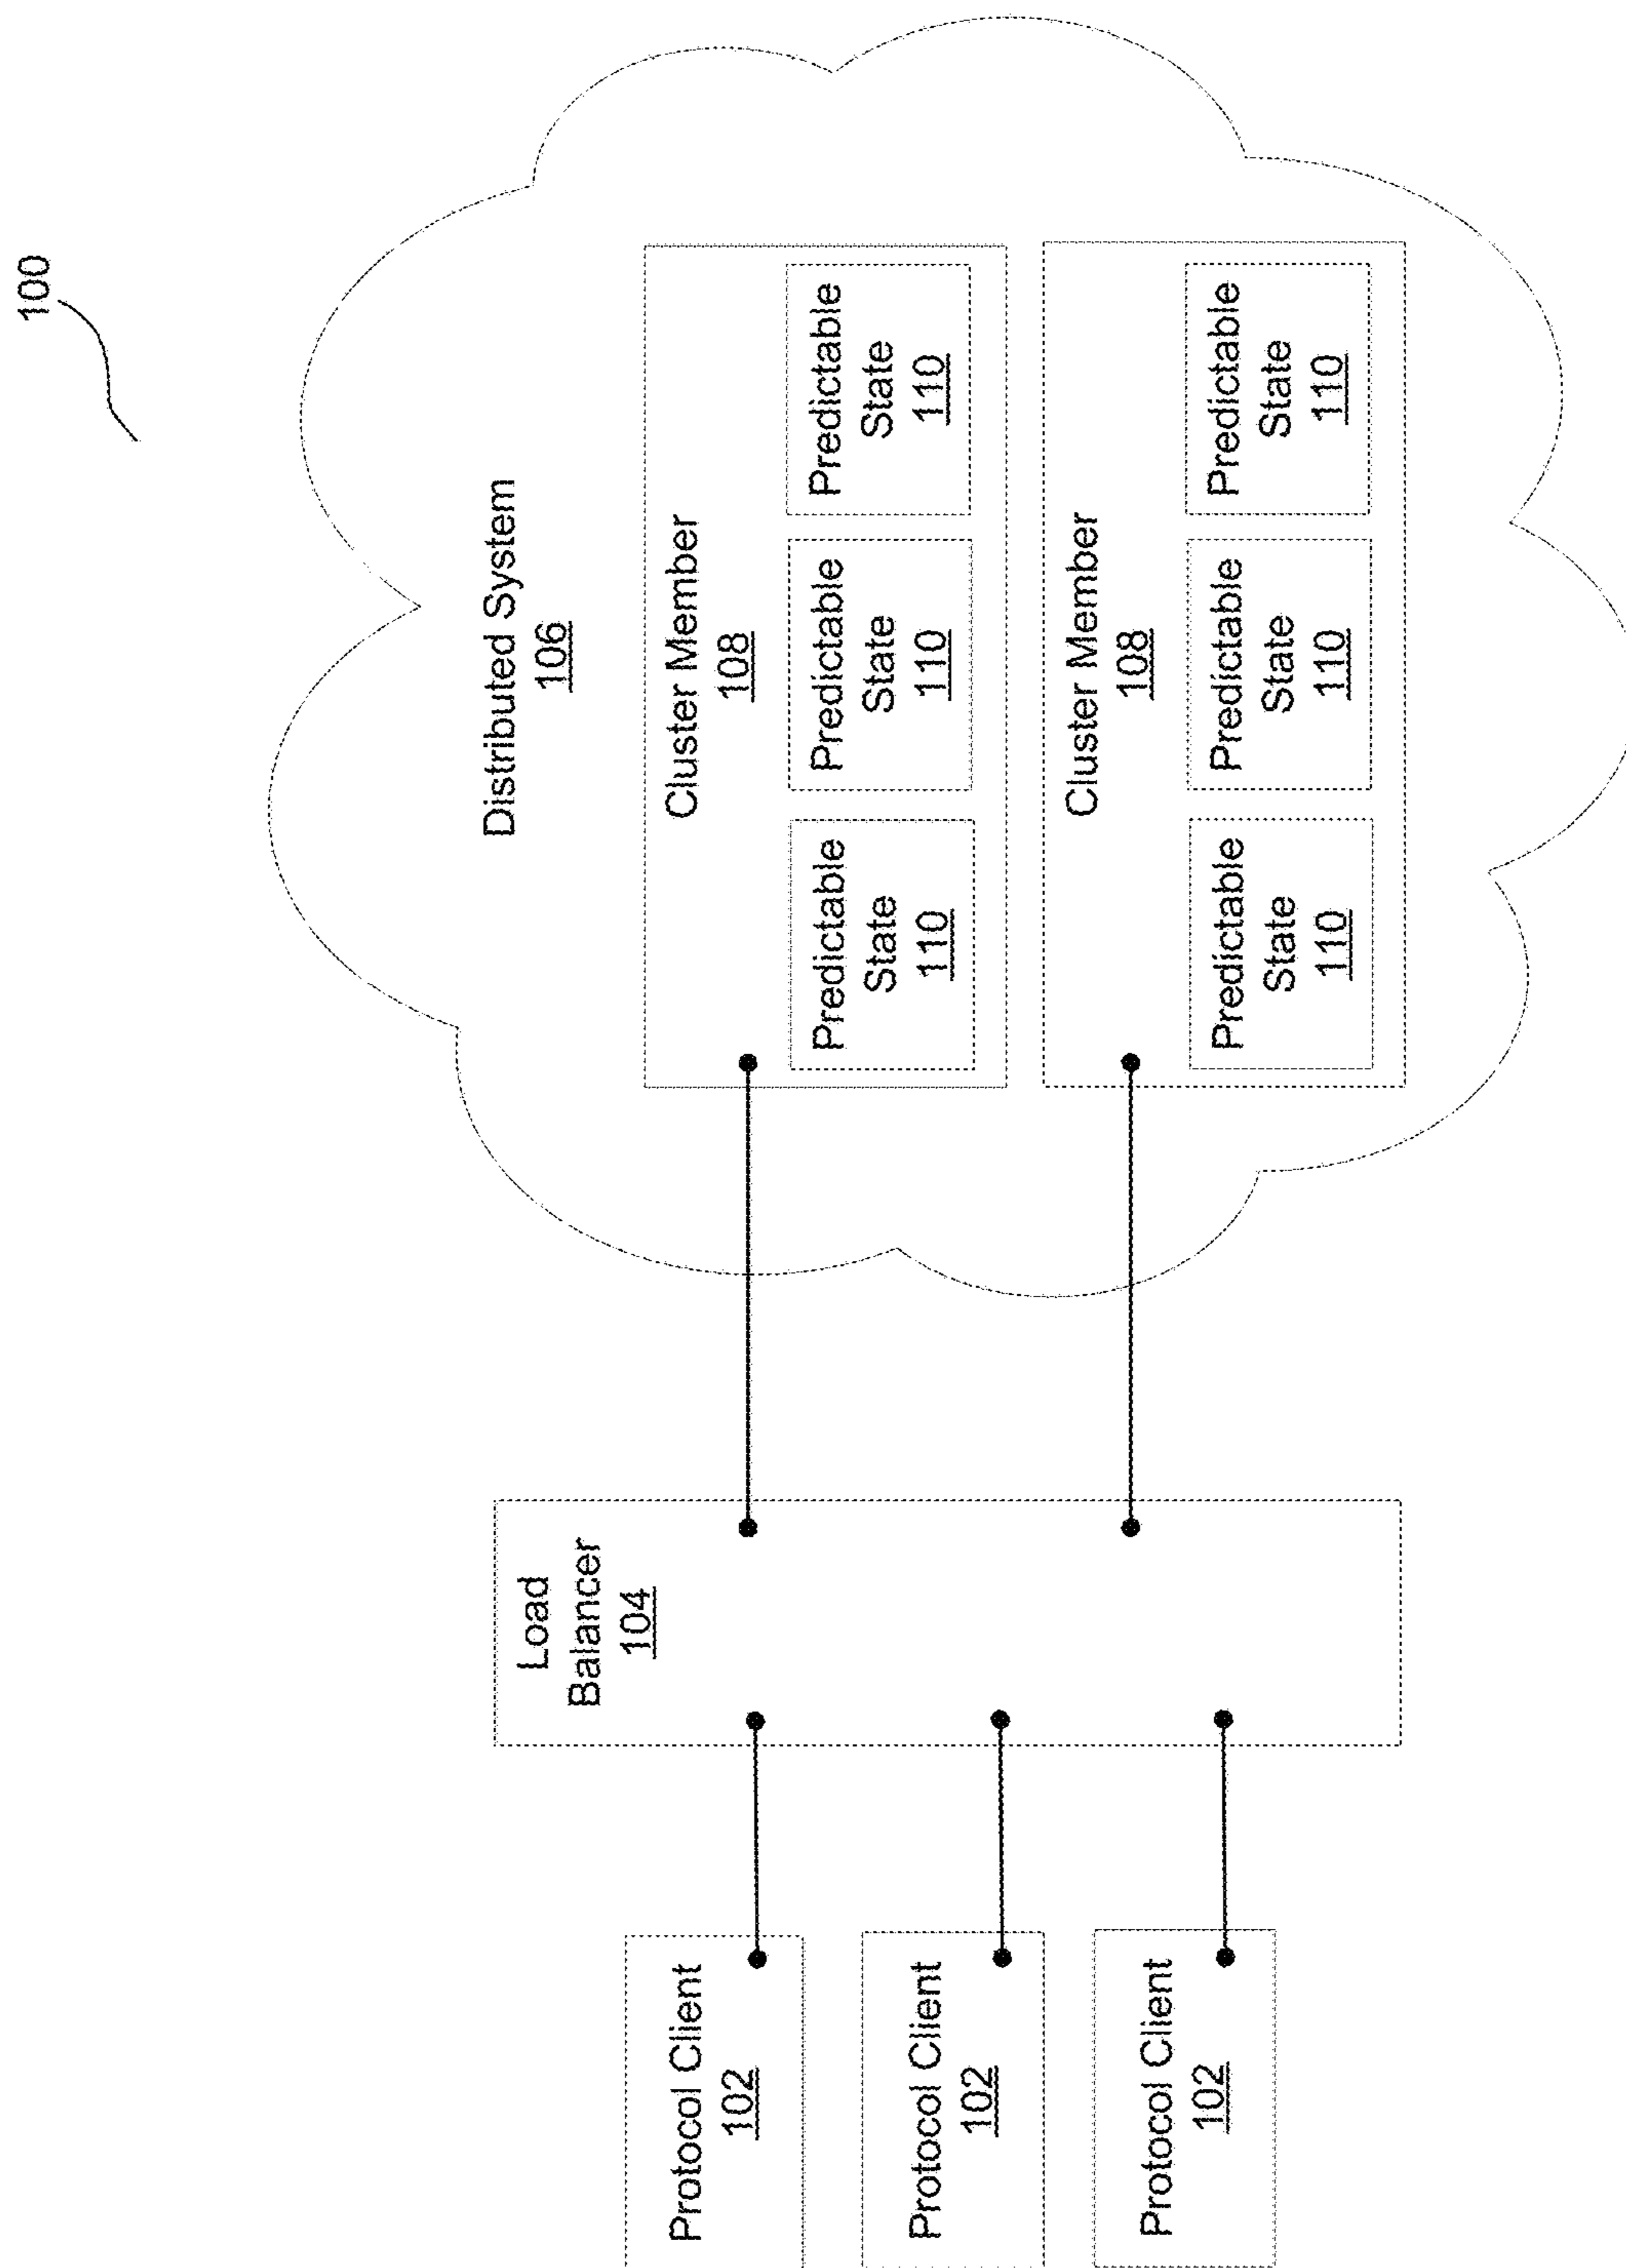 100
Distributed System
106
Cluster Member
108
Predictable
State
110
Predictable
State
110
Predictable
State
110
Cluster Member
108
Predictable
State
110
Predictable
State
110
Predictable
State
110
Load
Balancer
104
Protocol Client
102
Protocol Client
102
Protocol Client
102